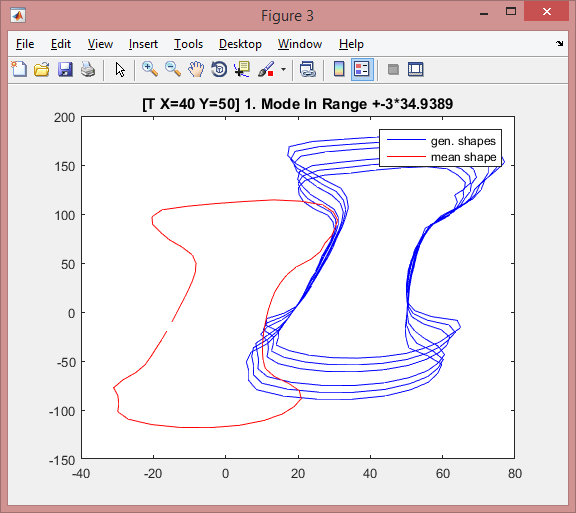 Figure 3
File Edit View Insert Tools Desktop Window Help
[T X=40 Y=50] 1. Mode In Range +-3*34.9389
200
150
100
50
0
-50
-100
-150
gen. shapes
mean shape
-40 -20 0 20 40 60 80